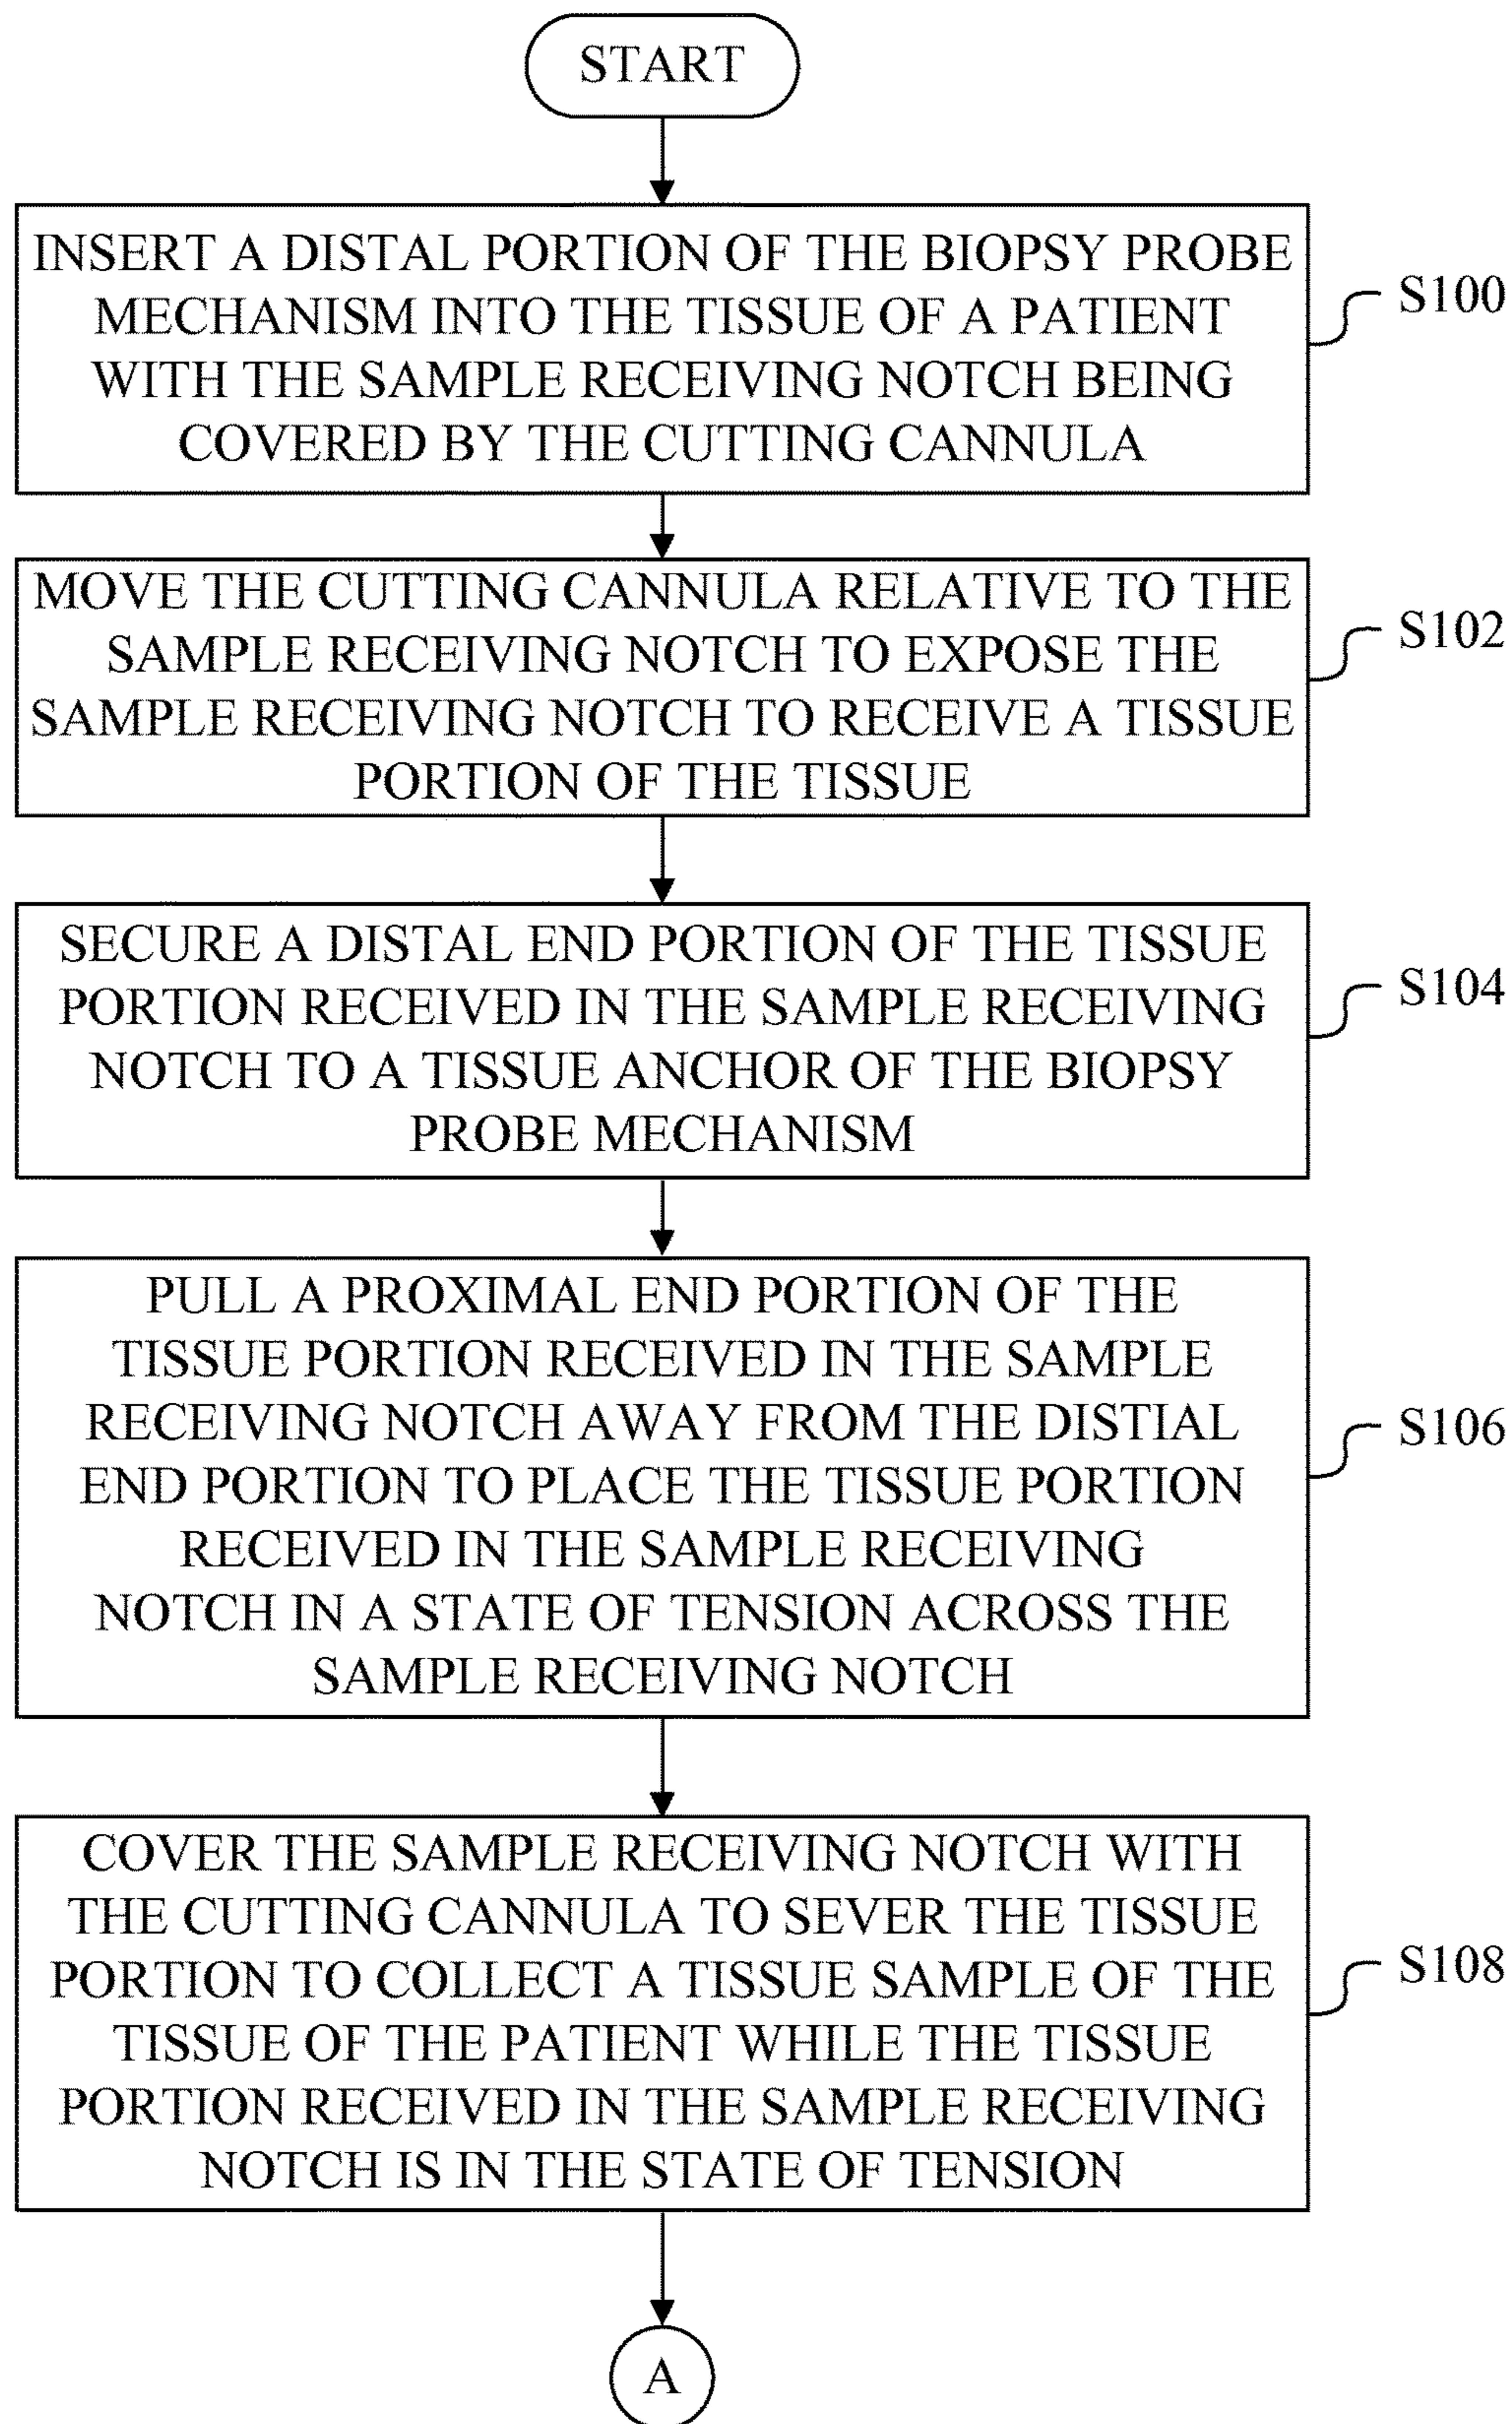 START
INSERT A DISTAL PORTION OF THE BIOPSY PROBE
MECHANISM INTO THE TISSUE OF A PATIENT
WITH THE SAMPLE RECEIVING NOTCH BEING
COVERED BY THE CUTTING CANNULA
S100
MOVE THE CUTTING CANNULA RELATIVE TO THE
SAMPLE RECEIVING NOTCH TO EXPOSE THE
SAMPLE RECEIVING NOTCH TO RECEIVE A TISSUE
PORTION OF THE TISSUE
S102
SECURE A DISTAL END PORTION OF THE TISSUE
PORTION RECEIVED IN THE SAMPLE RECEIVING
NOTCH TO A TISSUE ANCHOR OF THE BIOPSY
PROBE MECHANISM
S104
PULL A PROXIMAL END PORTION OF THE
TISSUE PORTION RECEIVED IN THE SAMPLE
RECEIVING NOTCH AWAY FROM THE DISTIAL
END PORTION TO PLACE THE TISSUE PORTION
RECEIVED IN THE SAMPLE RECEIVING
NOTCH IN A STATE OF TENSION ACROSS THE
SAMPLE RECEIVING NOTCH
S106
COVER THE SAMPLE RECEIVING NOTCH WITH
THE CUTTING CANNULA TO SEVER THE TISSUE
PORTION TO COLLECT A TISSUE SAMPLE OF THE
TISSUE OF THE PATIENT WHILE THE TISSUE
PORTION RECEIVED IN THE SAMPLE RECEIVING
NOTCH IS IN THE STATE OF TENSION
S108
A